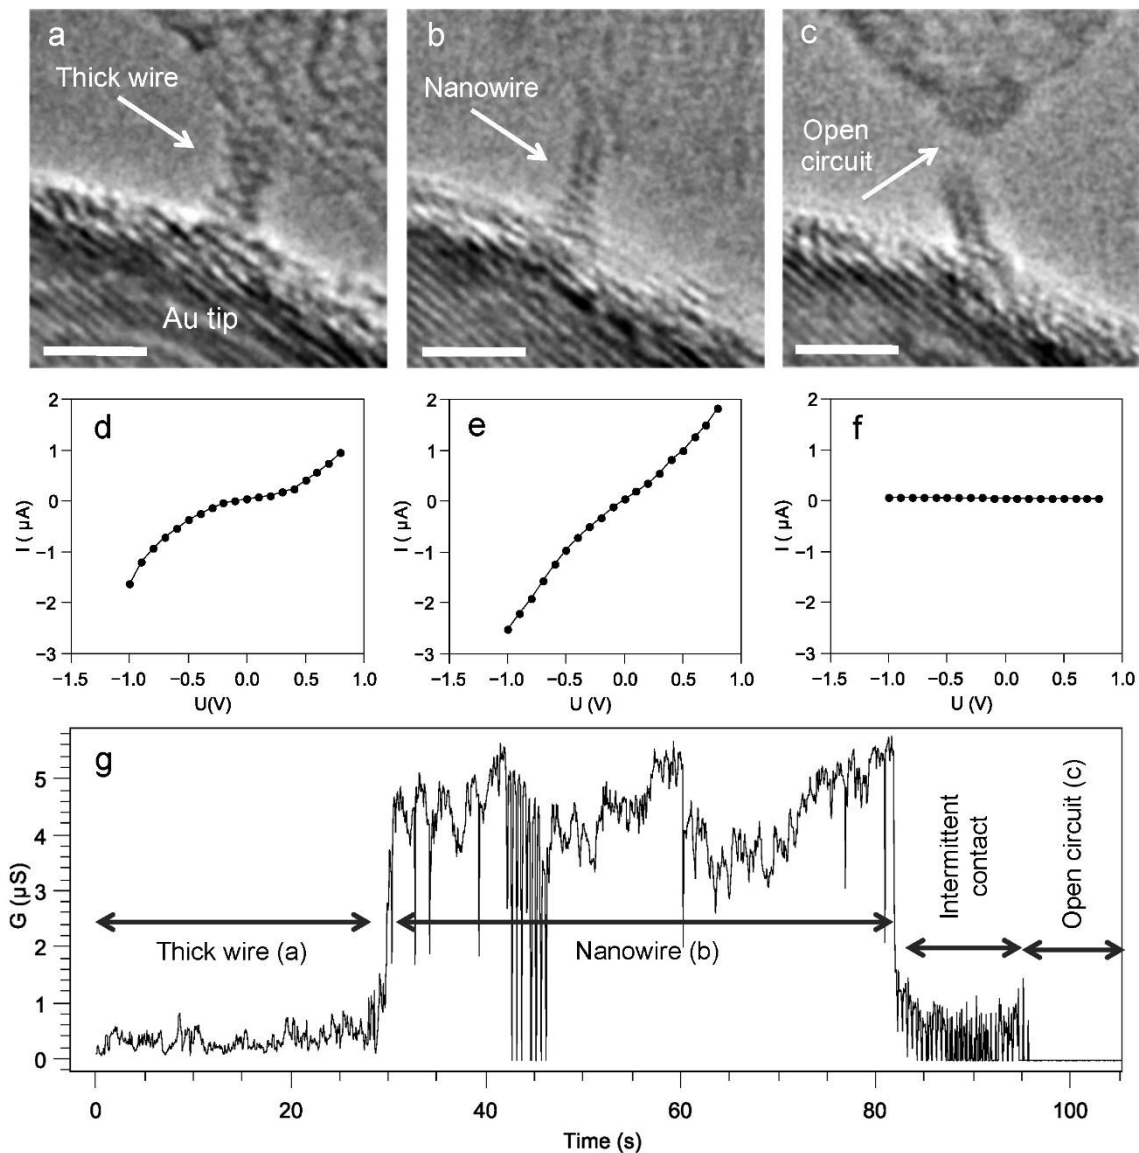 a
Thick wire
Au tip
b
Nanowire
c
Open
circuit
d
2
1
0
−1
−2
−3
I ( µA)
−1.5
−1.0
−0.5
0.0
0.5
1.0
U(V)
e
2
1
0
−1
−2
−3
I ( µA)
−1.5
−1.0
−0.5
0.0
0.5
1.0
U (V)
f
2
1
0
−1
−2
−3
I ( µA)
−1.5
−1.0
−0.5
0.0
0.5
1.0
U (V)
g
5
4
3
2
1
0
G (µS)
Thick wire (a)
Nanowire (b)
Intermittent
contact
Open circuit (c)
0
20
40
60
80
100
Time (s)